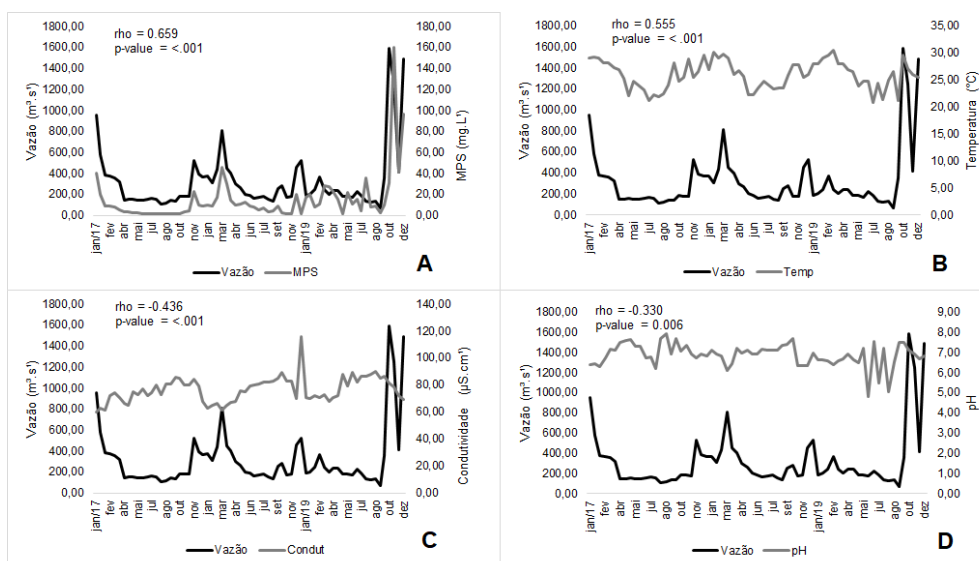 rho = 0.659
p-value = <.001
1800,00
1600,00
1400,00
1200,00
1000,00
800,00
600,00
400,00
200,00
0,00
Vazão (m³.s¹)
180,00
160,00
140,00
120,00
100,00
80,00
60,00
40,00
20,00
0,00
MPS (mg.L¹)
jan/17 fev abr mai jul ago out nov jan mar abr jun jul set nov jan/19 fev abr mai jul ago out dez
Vazão MPS
A
rho = 0.555
p-value = < .001
1800,00
1600,00
1400,00
1200,00
1000,00
800,00
600,00
400,00
200,00
0,00
Vazão (m³.s¹)
35,00
30,00
25,00
20,00
15,00
10,00
5,00
0,00
Temperatura (°C)
jan/17 fev abr mai jul ago out nov jan mar abr jun jul set nov jan/19 fev abr mai jul ago out dez
Vazão Temp
B
rho = -0.436
p-value = <.001
1800,00
1600,00
1400,00
1200,00
1000,00
800,00
600,00
400,00
200,00
0,00
Vazão (m³.s¹)
140,00
120,00
100,00
80,00
60,00
40,00
20,00
0,00
Condutividade (µS.cm¹)
jan/17 fev abr mai jul ago out nov jan mar abr jun jul set nov jan/19 fev abr mai jul ago out dez
Vazão Condut
C
rho = -0.330
p-value = 0.006
1800,00
1600,00
1400,00
1200,00
1000,00
800,00
600,00
400,00
200,00
0,00
Vazão (m³.s¹)
9,00
8,00
7,00
6,00
5,00
4,00
3,00
2,00
1,00
0,00
pH
jan/17 fev abr mai jul ago out nov jan mar abr jun jul set nov jan/19 fev abr mai jul ago out dez
Vazão pH
D